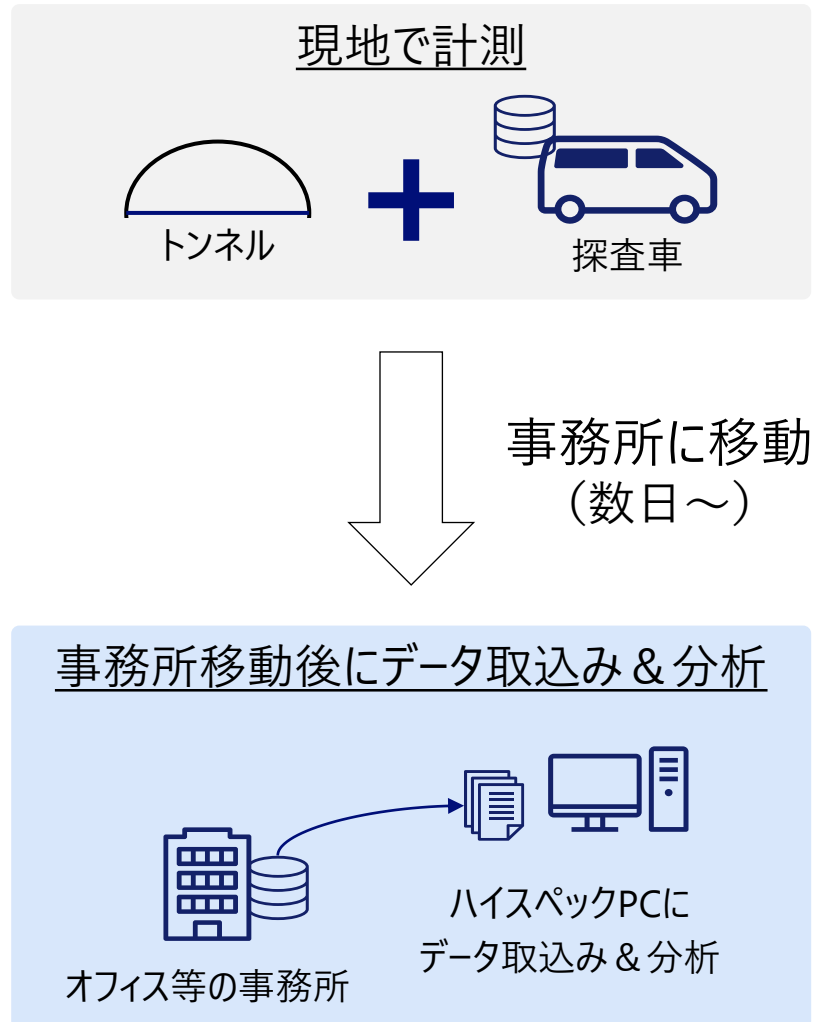 現地で計測
トンネル
探査車
事務所に移動
（数日～）
事務所移動後にデータ取込み＆分析
ハイスペックPCに
データ取込み＆分析
オフィス等の事務所